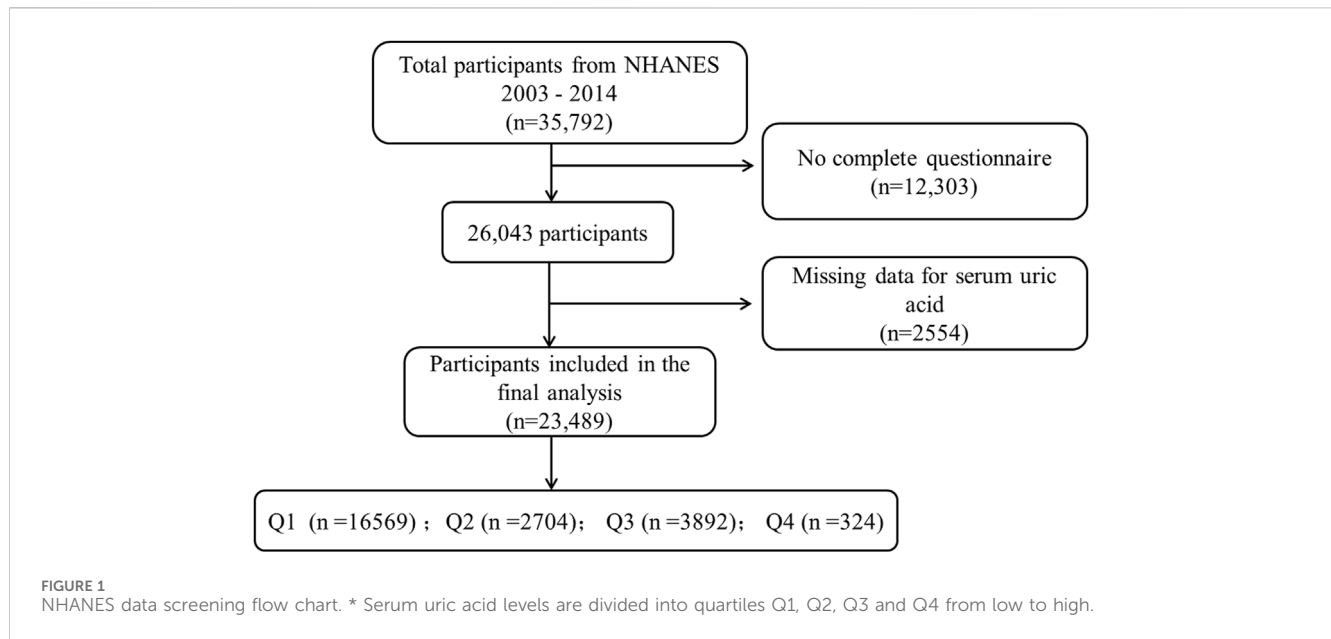 Total participants from NHANES
2003 - 2014
(n=35,792)
No complete questionnaire
(n=12,303)
26,043 participants
Missing data for serum uric
acid
(n=2554)
Participants included in the
final analysis
(n=23,489)
Q1 (n =16569) ; Q2 (n =2704); Q3 (n =3892); Q4 (n =324)
FIGURE 1
NHANES data screening flow chart. * Serum uric acid levels are divided into quartiles Q1, Q2, Q3 and Q4 from low to high.